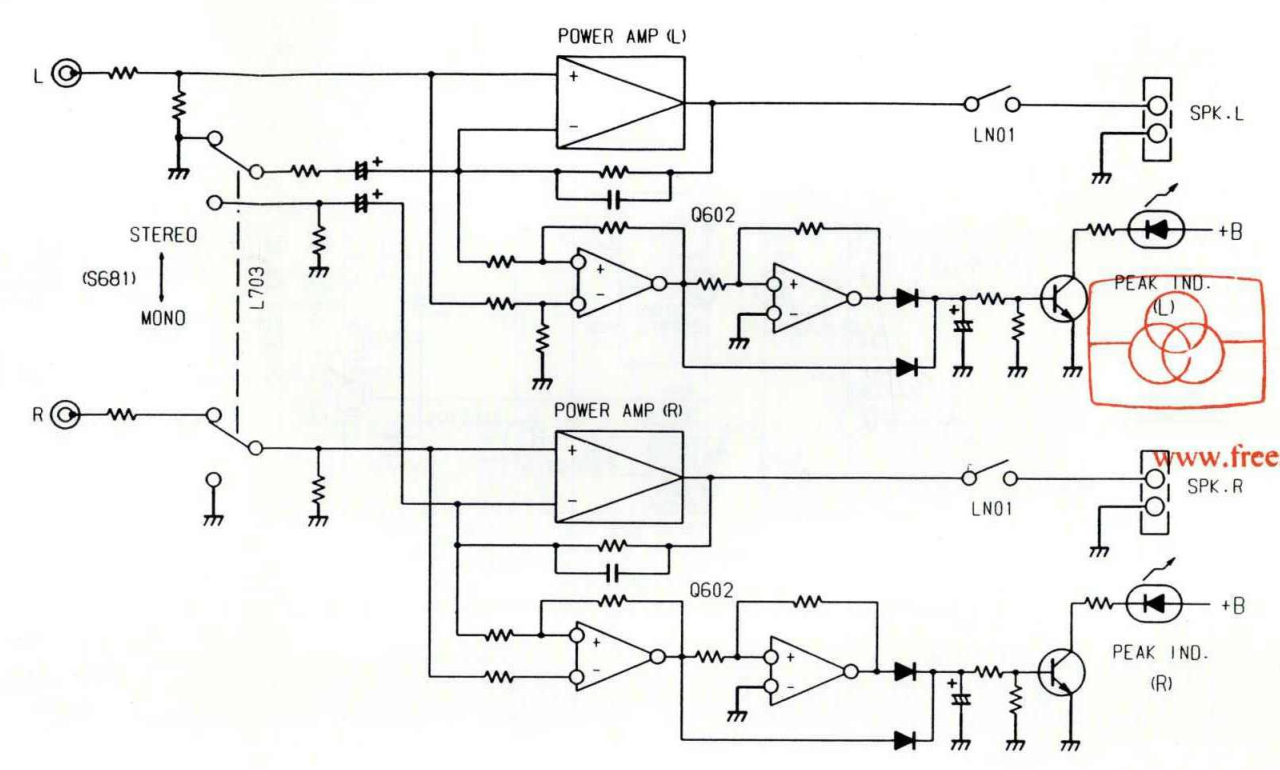 POWER AMP (L)
L
+
−
LN01
SPK.L
+
+
Q602
STEREO
(S681)
MONO
L703
+
−
+
−
+
+B
PEAK IND.
(L)
R
POWER AMP (R)
+
−
LN01
www.free
SPK.R
Q602
+
−
+
−
+
+B
PEAK IND.
(R)